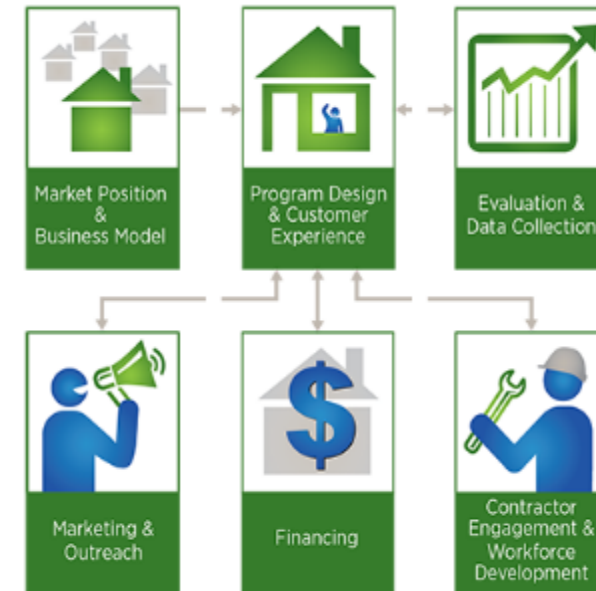 Market Position
&
Business Model
Program Design
& Customer
Experience
Evaluation &
Data Collection
Marketing &
Outreach
$
Financing
Contractor
Engagement &
Workforce
Development